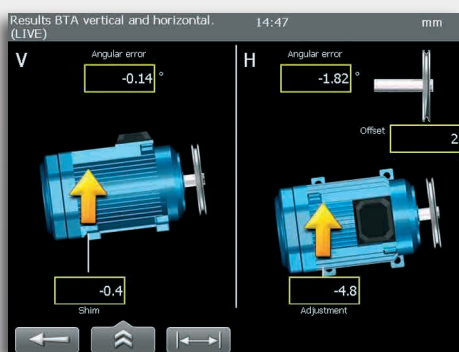 Results BTA vertical and horizontal. 14:47 mm
(LIVE)
V Angular error H Angular error
-0.14 ° -1.82 °
Offset
2
-0.4 -4.8
Shim Adjustment